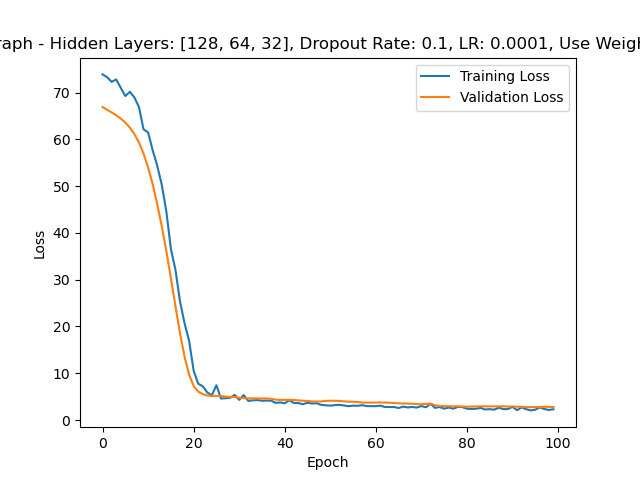 raph - Hidden Layers: [128, 64, 32], Dropout Rate: 0.1, LR: 0.0001, Use Weigh
Training Loss
Validation Loss
70
60
50
40
30
20
10
0
Loss
0 20 40 60 80 100
Epoch